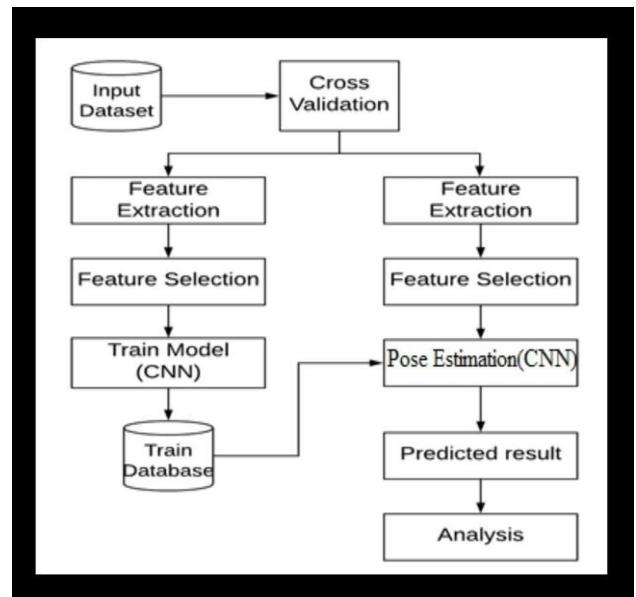 Input
Dataset
Cross
Validation
Feature
Extraction
Feature
Extraction
Feature Selection
Feature Selection
Train Model
(CNN)
Pose Estimation(CNN)
Train
Database
Predicted result
Analysis